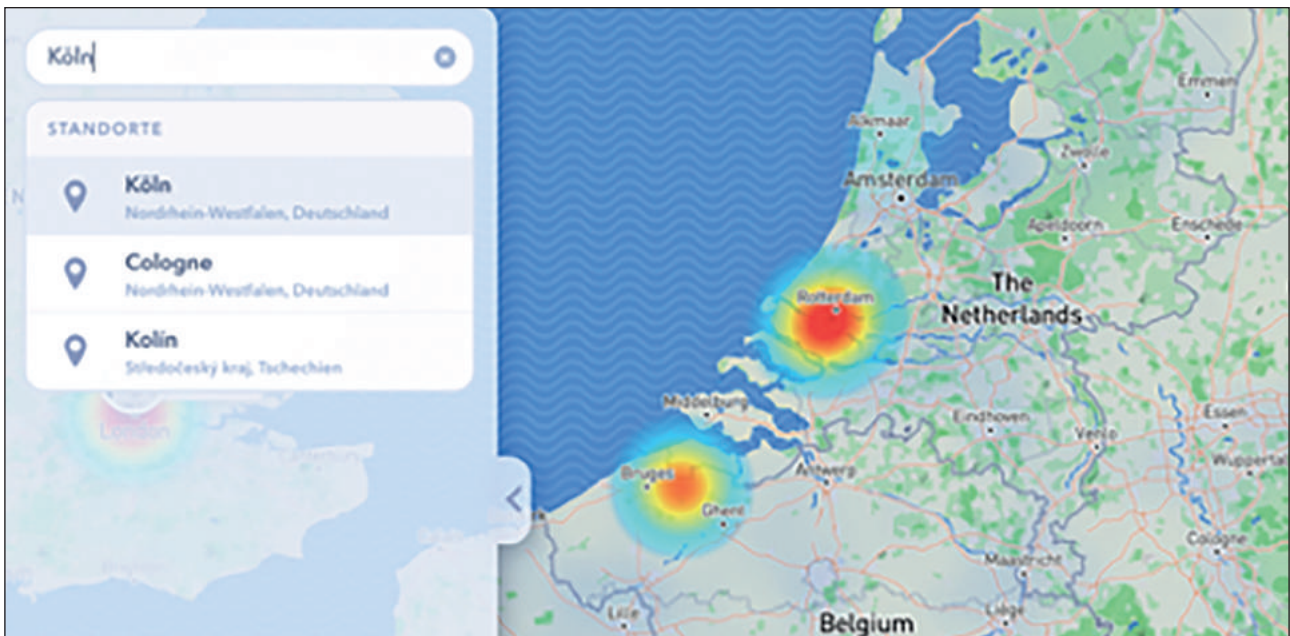 Köln
STANDORTE
Köln
Nordrhein-Westfalen, Deutschland
Cologne
Nordrhein-Westfalen, Deutschland
Kolín
Středočeský kraj, Tschechien
London
Emmen
Alkmaar
Zwolle
Amsterdam
Apeldoorn
Enschede
The
Netherlands
Rotterdam
Middelburg
Eindhoven
Essen
Venlo
Wuppertal
Bruges
Antwerp
Ghent
Cologne
Maastricht
Lille
Liège
Belgium